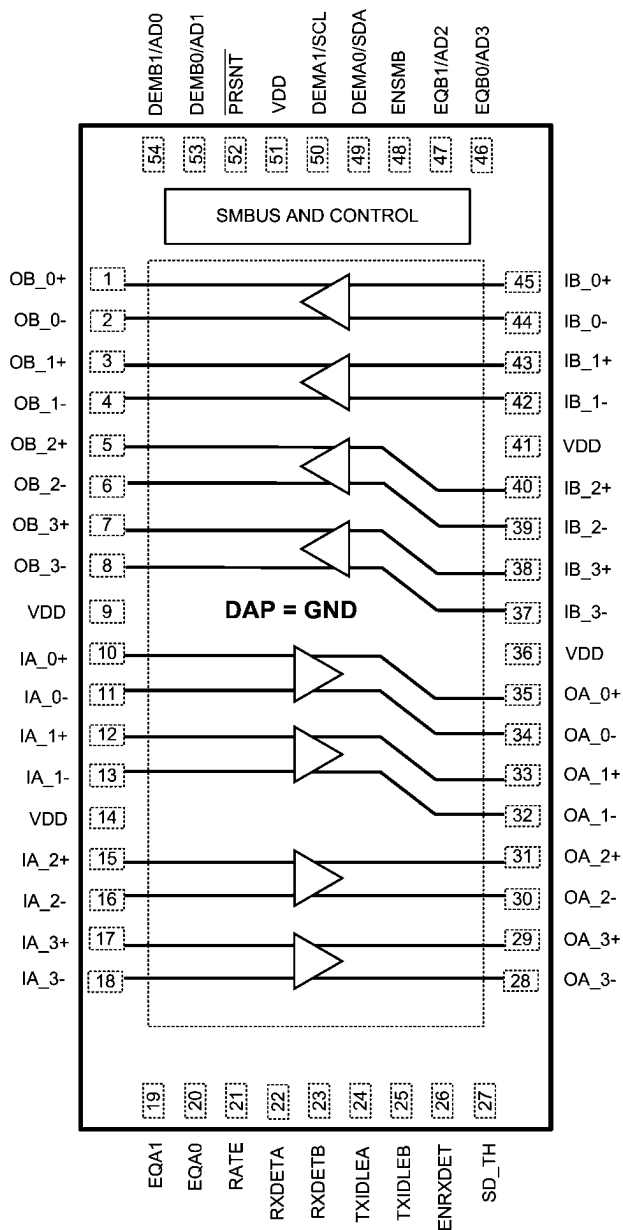 DEMB1/AD0
DEMB0/AD1
PRSNT
VDD
DEMA1/SCL
DEMA0/SDA
ENSMB
EQB1/AD2
EQB0/AD3
54
53
52
51
50
49
48
47
46
SMBUS AND CONTROL
OB_0+ 1 45 IB_0+
OB_0- 2 44 IB_0-
OB_1+ 3 43 IB_1+
OB_1- 4 42 IB_1-
OB_2+ 5 41 VDD
OB_2- 6 40 IB_2+
OB_3+ 7 39 IB_2-
OB_3- 8 38 IB_3+
VDD 9 DAP = GND 37 IB_3-
IA_0+ 10 36 VDD
IA_0- 11 35 OA_0+
IA_1+ 12 34 OA_0-
IA_1- 13 33 OA_1+
VDD 14 32 OA_1-
IA_2+ 15 31 OA_2+
IA_2- 16 30 OA_2-
IA_3+ 17 29 OA_3+
IA_3- 18 28 OA_3-
19
20
21
22
23
24
25
26
27
EQA1
EQA0
RATE
RXDETA
RXDETB
TXIDLEA
TXIDLEB
ENRXDET
SD_TH